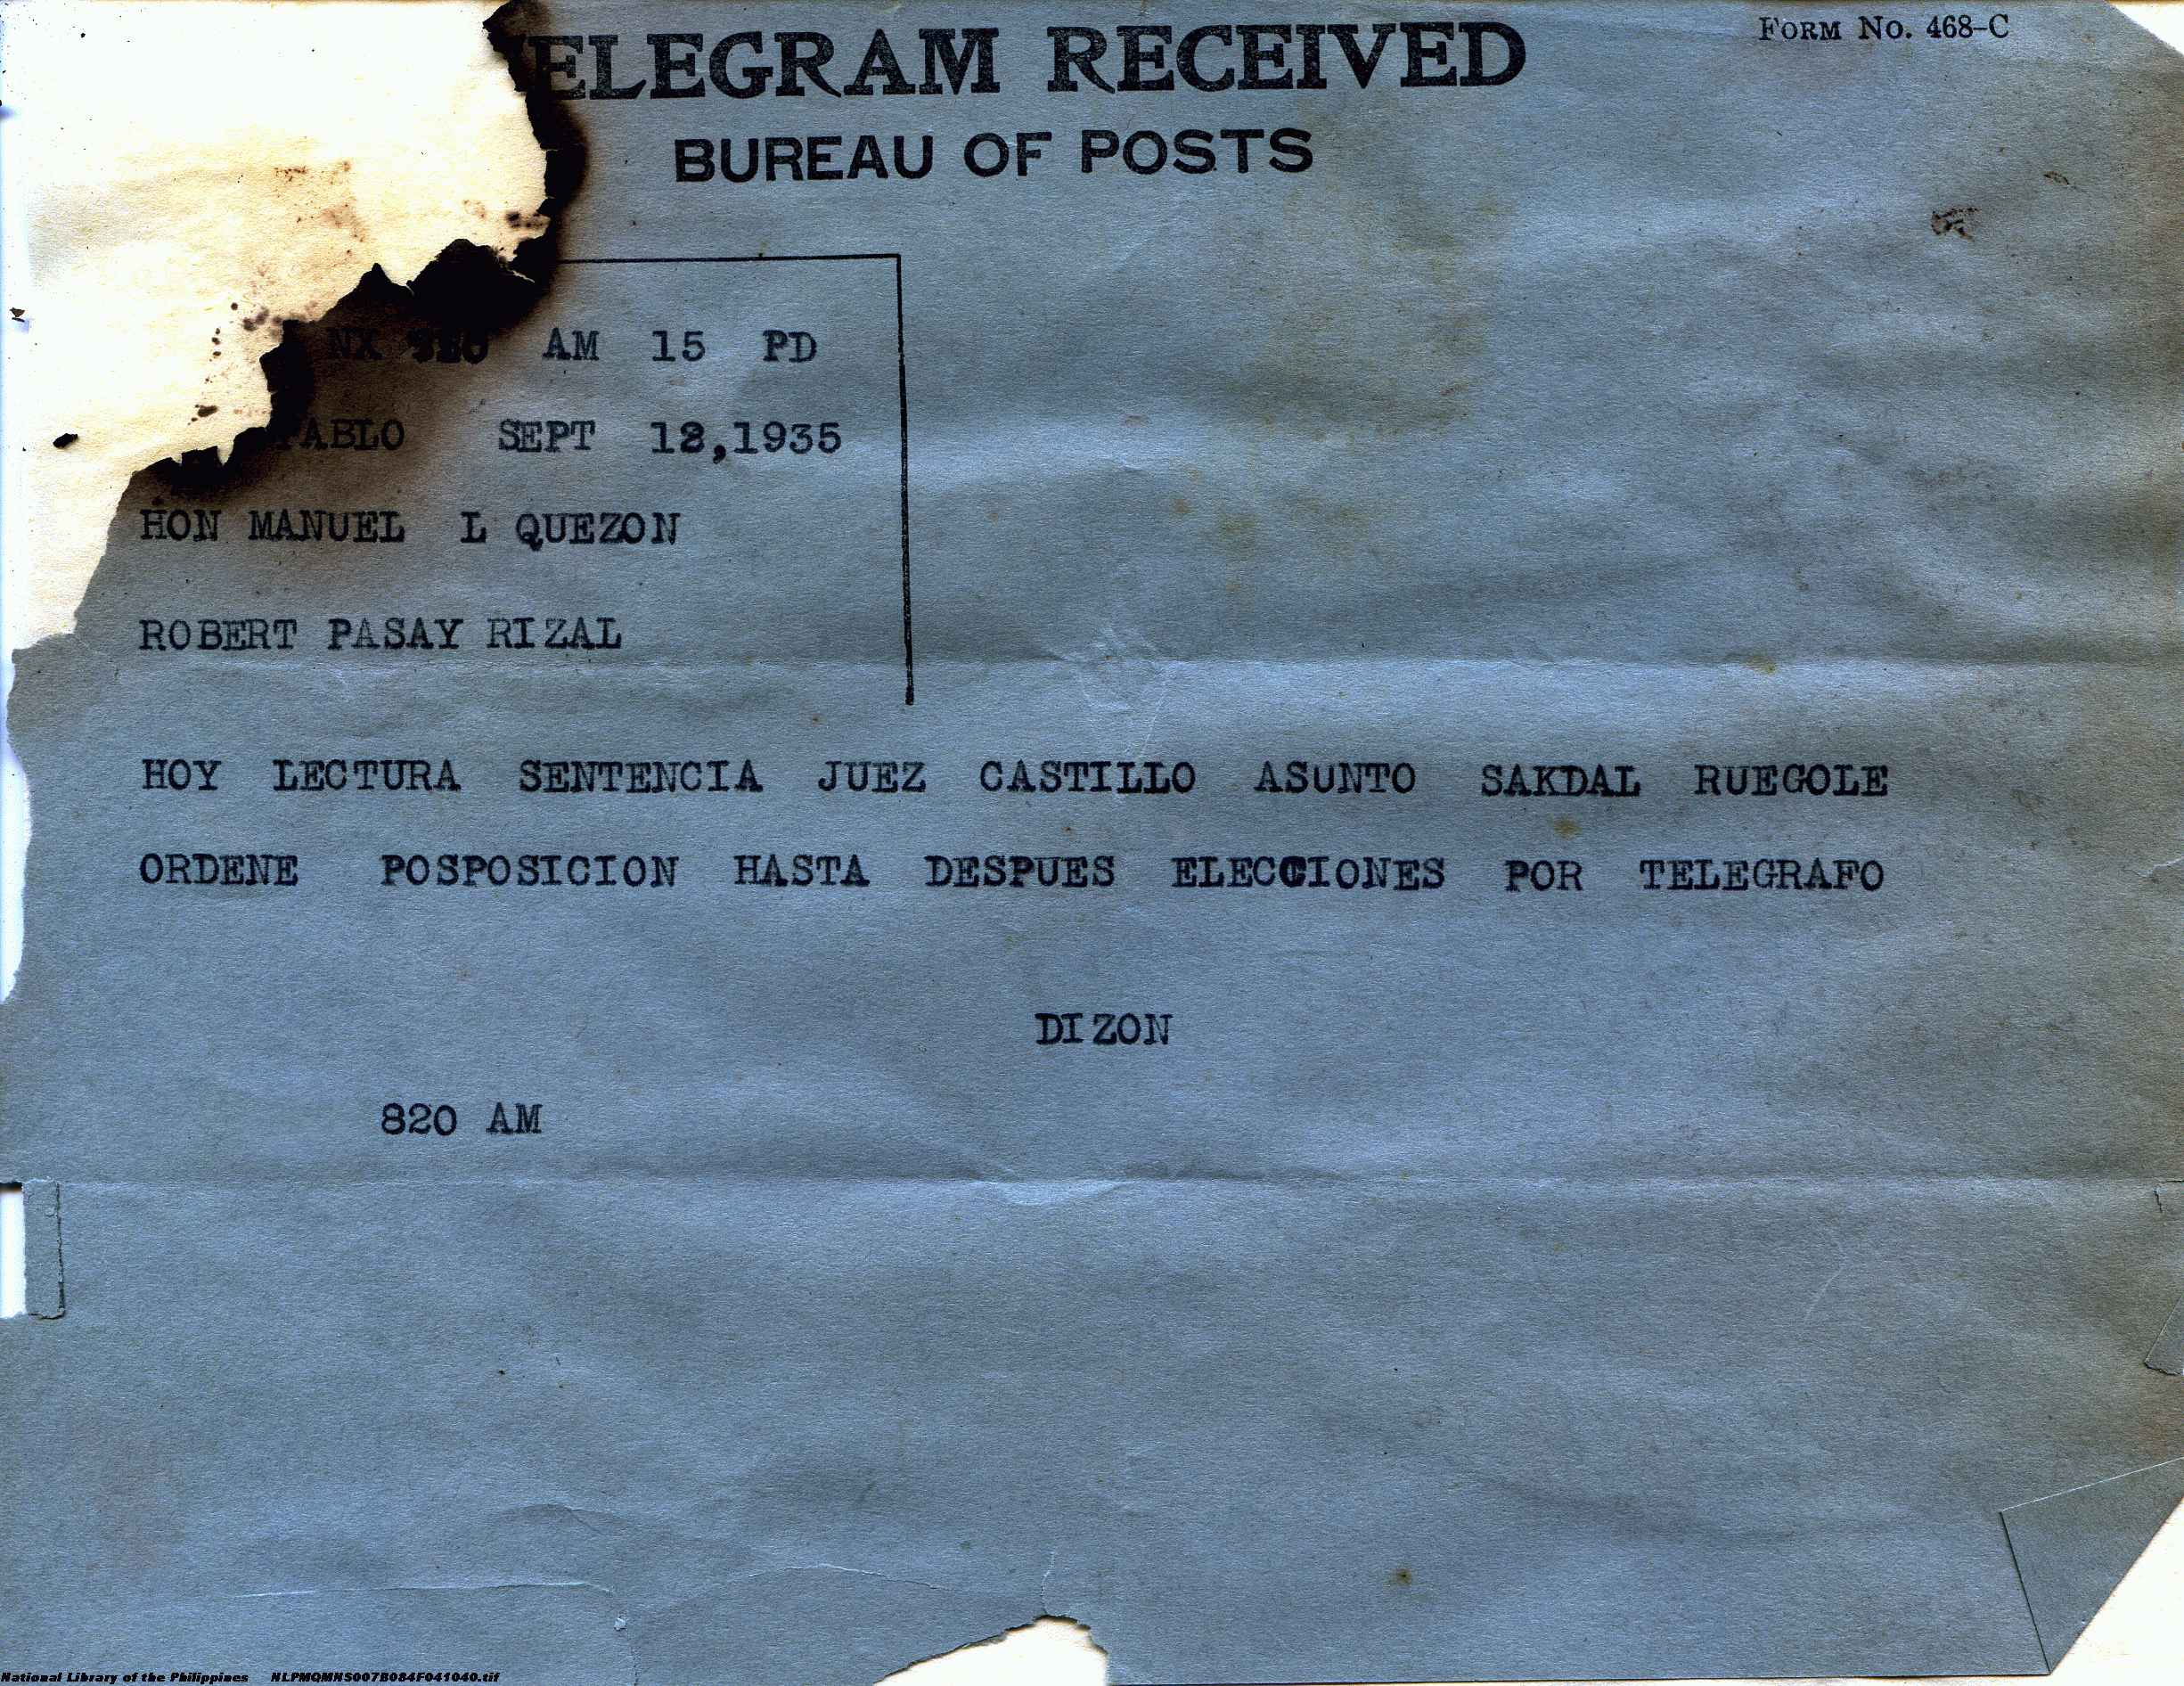 FORM NO. 468-C
TELEGRAM RECEIVED
BUREAU OF POSTS
NX AM 15 PD
PABLO SEPT 12,1935
HON MANUEL L QUEZON
ROBERT PASAY RIZAL
HOY LECTURA SENTENCIA JUEZ CASTILLO ASUNTO SAKDAL RUEGOLE
ORDENE POSPOSICION HASTA DESPUES ELECCIONES POR TELEGRAFO
DIZON
820 AM
National Library of the Philippines NLPMQMNS007B084F041040.tif